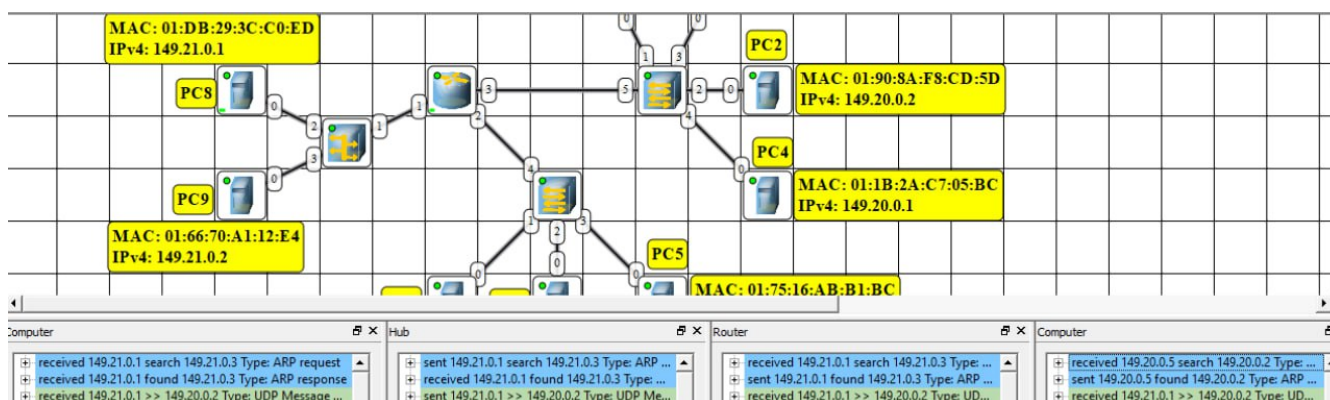 MAC: 01:DB:29:3C:C0:ED
IPv4: 149.21.0.1
PC8
0
2
3
0
1
1
3
2
5
0
0
1
3
2
0
4
0
PC2
MAC: 01:90:8A:F8:CD:5D
IPv4: 149.20.0.2
PC4
MAC: 01:1B:2A:C7:05:BC
IPv4: 149.20.0.1
PC9
MAC: 01:66:70:A1:12:E4
IPv4: 149.21.0.2
4
1
2
3
0
0
0
PC5
MAC: 01:75:16:AB:B1:BC
Computer
received 149.21.0.1 search 149.21.0.3 Type: ARP request
received 149.21.0.1 found 149.21.0.3 Type: ARP response
received 149.21.0.1 >> 149.20.0.2 Type: UDP Message ...
Hub
sent 149.21.0.1 search 149.21.0.3 Type: ARP ...
received 149.21.0.1 found 149.21.0.3 Type: ...
sent 149.21.0.1 >> 149.20.0.2 Type: UDP Me...
Router
received 149.21.0.1 search 149.21.0.3 Type: ...
sent 149.21.0.1 found 149.21.0.3 Type: ARP ...
received 149.21.0.1 >> 149.20.0.2 Type: UD...
Computer
received 149.20.0.5 search 149.20.0.2 Type: ...
sent 149.20.0.5 found 149.20.0.2 Type: ARP ...
received 149.21.0.1 >> 149.20.0.2 Type: UD...